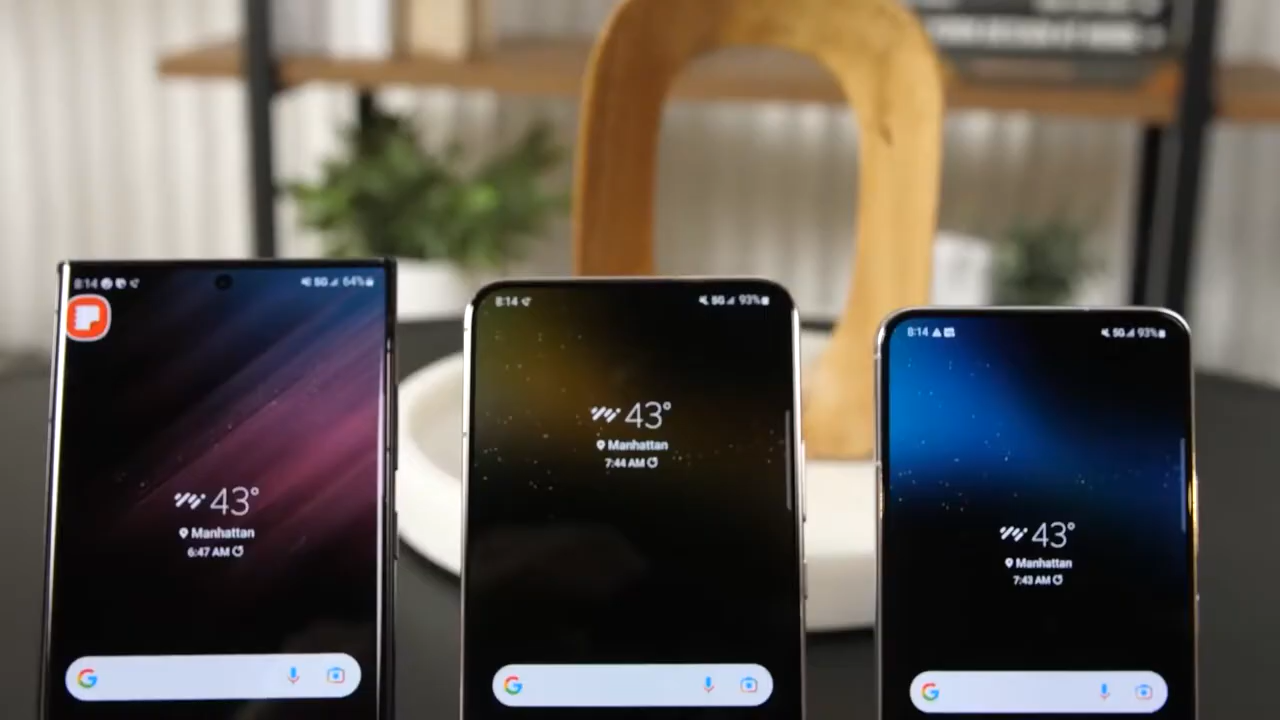 8:14
5G 64%
43°
Manhattan
6:47 AM
8:14
5G 93%
43°
Manhattan
7:44 AM
8:14
5G 93%
43°
Manhattan
7:43 AM